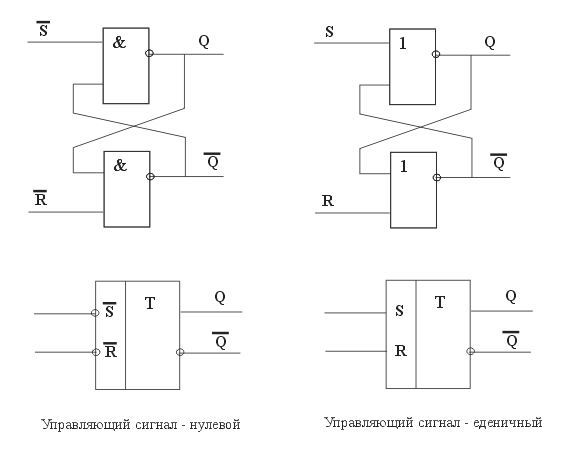 S̅ & Q
S 1 Q
& Q̅
R̅
1 Q̅
R
S̅ T Q
R̅ Q̅
S T Q
R Q̅
Управляющий сигнал - нулевой
Управляющий сигнал - еденичный